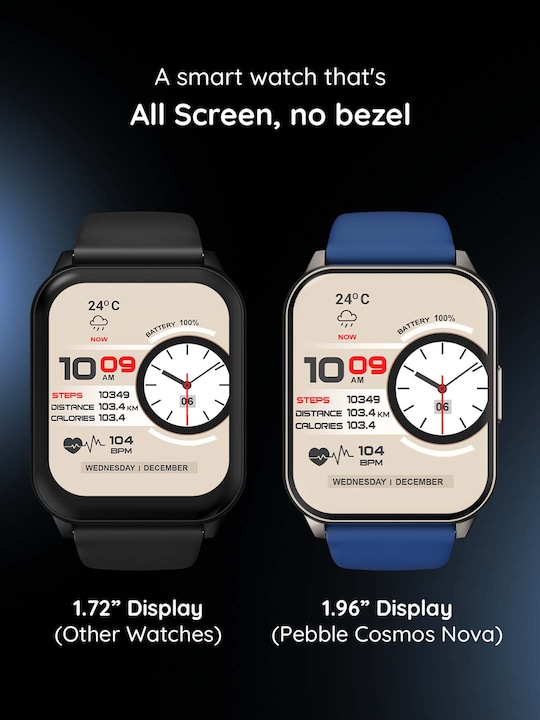 A smart watch that's
All Screen, no bezel
24°C
NOW
BATTERY 100%
10 09
AM
STEPS 10349
DISTANCE 103.4 KM
CALORIES 103.4
06
104
BPM
WEDNESDAY | DECEMBER
24°C
NOW
BATTERY 100%
10 09
AM
STEPS 10349
DISTANCE 103.4 KM
CALORIES 103.4
06
104
BPM
WEDNESDAY | DECEMBER
1.72” Display
(Other Watches)
1.96” Display
(Pebble Cosmos Nova)